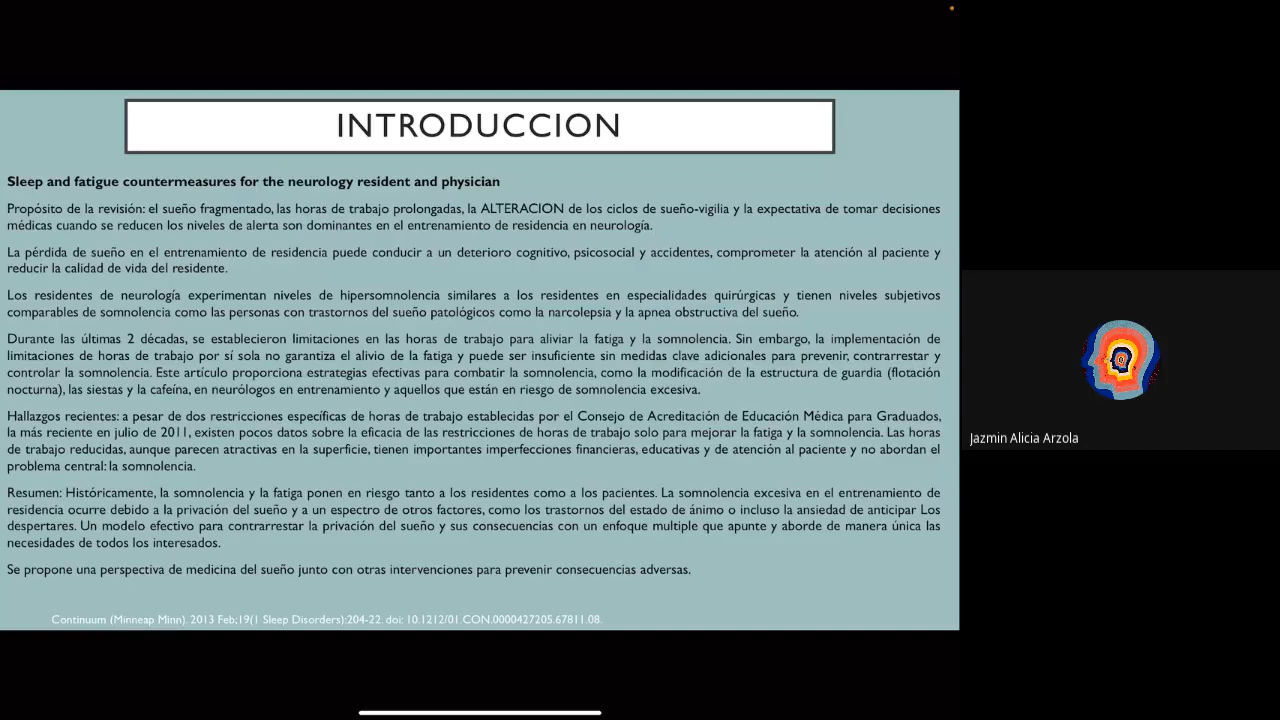 INTRODUCCION
Sleep and fatigue countermeasures for the neurology resident and physician
Propósito de la revisión: el sueño fragmentado, las horas de trabajo prolongadas, la ALTERACION de los ciclos de sueño-vigilia y la expectativa de tomar decisiones
médicas cuando se reducen los niveles de alerta son dominantes en el entrenamiento de residencia en neurología.
La pérdida de sueño en el entrenamiento de residencia puede conducir a un deterioro cognitivo, psicosocial y accidentes, comprometer la atención al paciente y
reducir la calidad de vida del residente.
Los residentes de neurología experimentan niveles de hipersomnolencia similares a los residentes en especialidades quirúrgicas y tienen niveles subjetivos
comparables de somnolencia como las personas con trastornos del sueño patológicos como la narcolepsia y la apnea obstructiva del sueño.
Durante las últimas 2 décadas, se establecieron limitaciones en las horas de trabajo para aliviar la fatiga y la somnolencia. Sin embargo, la implementación de
limitaciones de horas de trabajo por sí sola no garantiza el alivio de la fatiga y puede ser insuficiente sin medidas clave adicionales para prevenir, contrarrestar y
controlar la somnolencia. Este artículo proporciona estrategias efectivas para combatir la somnolencia, como la modificación de la estructura de guardia (flotación
nocturna), las siestas y la cafeína, en neurólogos en entrenamiento y aquellos que están en riesgo de somnolencia excesiva.
Hallazgos recientes: a pesar de dos restricciones específicas de horas de trabajo establecidas por el Consejo de Acreditación de Educación Médica para Graduados,
la más reciente en julio de 2011, existen pocos datos sobre la eficacia de las restricciones de horas de trabajo solo para mejorar la fatiga y la somnolencia. Las horas
de trabajo reducidas, aunque parecen atractivas en la superficie, tienen importantes imperfecciones financieras, educativas y de atención al paciente y no abordan el
problema central: la somnolencia.
Resumen: Históricamente, la somnolencia y la fatiga ponen en riesgo tanto a los residentes como a los pacientes. La somnolencia excesiva en el entrenamiento de
residencia ocurre debido a la privación del sueño y a un espectro de otros factores, como los trastornos del estado de ánimo o incluso la ansiedad de anticipar Los
despertares. Un modelo efectivo para contrarrestar la privación del sueño y sus consecuencias con un enfoque multiple que apunte y aborde de manera única las
necesidades de todos los interesados.
Se propone una perspectiva de medicina del sueño junto con otras intervenciones para prevenir consecuencias adversas.
Continuum (Minneap Minn). 2013 Feb;19(1 Sleep Disorders):204-22. doi: 10.1212/01.CON.0000427205.67811.08.
Jazmin Alicia Arzola